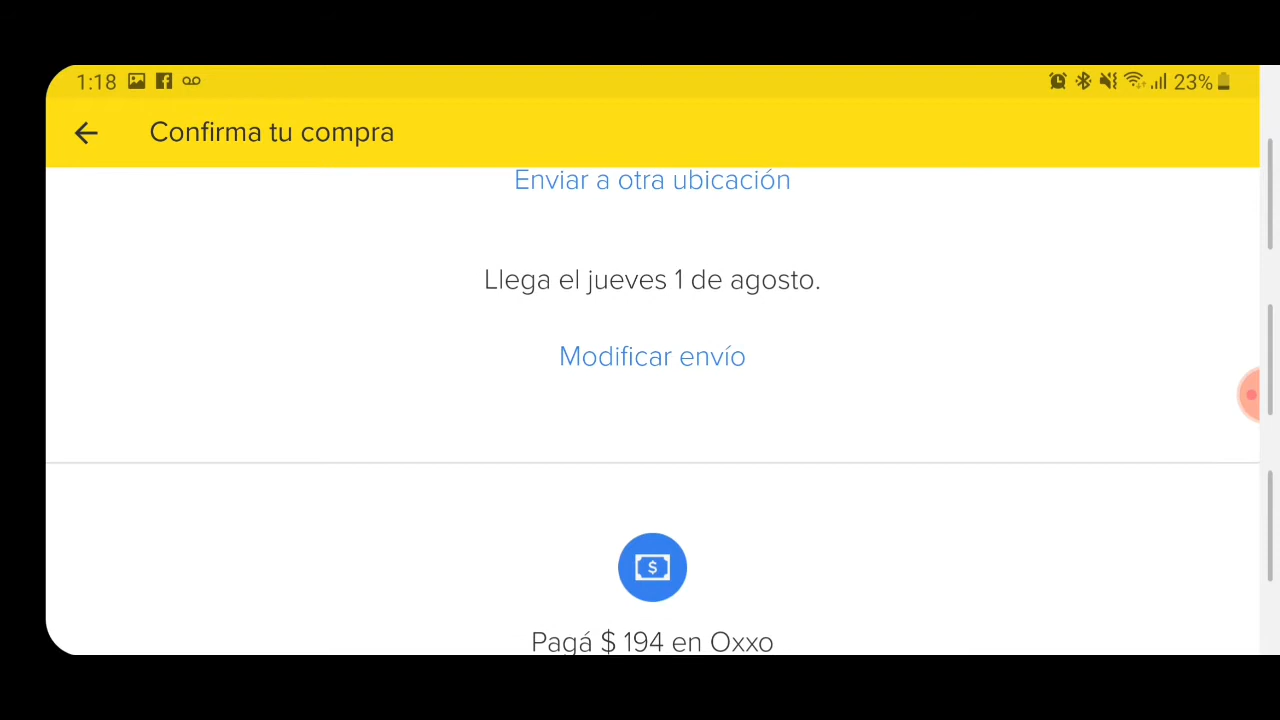 1:18 23%
Confirma tu compra
Enviar a otra ubicación
Llega el jueves 1 de agosto.
Modificar envío
$
Pagá $ 194 en Oxxo